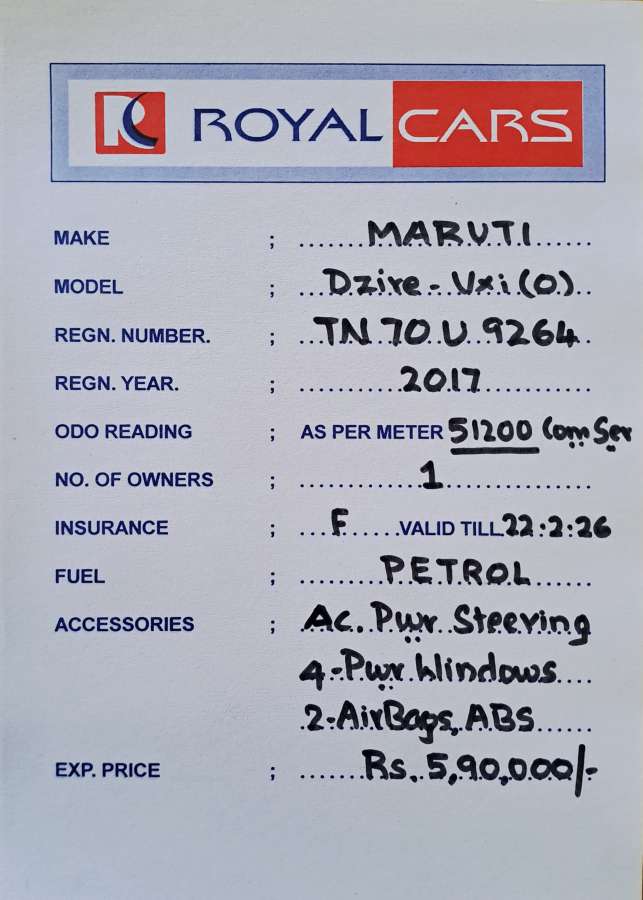 R ROYAL CARS
MAKE ; MARUTI
MODEL ; Dzire - Vxi (O)
REGN. NUMBER. ; TN 70 U 9264
REGN. YEAR. ; 2017
ODO READING ; AS PER METER 51200 Com Ser
NO. OF OWNERS ; 1
INSURANCE ; F VALID TILL 22:2:26
FUEL ; PETROL
ACCESSORIES ; Ac. Pwr Steering
4-Pwr Windows
2-AirBags, ABS
EXP. PRICE ; Rs. 5,90,000/-